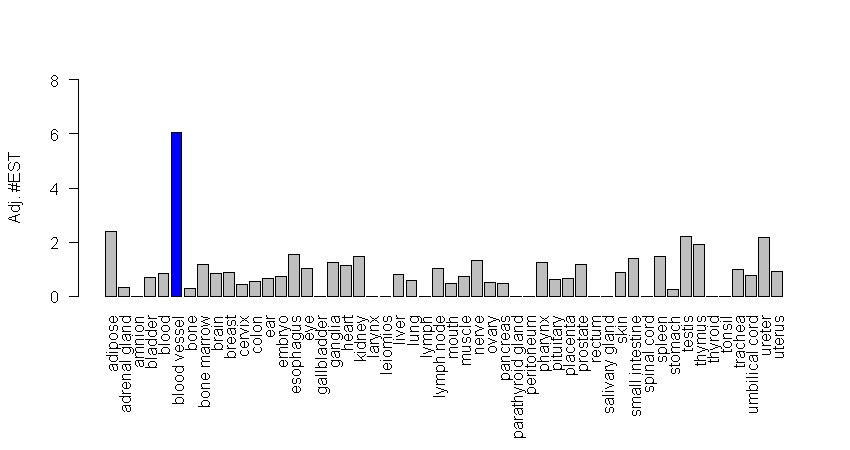 Adj. #EST
8
6
4
2
0
adipose
adrenal gland
amnion
bladder
blood
blood vessel
bone
bone marrow
brain
breast
cervix
colon
ear
embryo
esophagus
eye
gallbladder
ganglia
heart
kidney
larynx
leiomios
liver
lung
lymph
lymph node
mouth
muscle
nerve
ovary
pancreas
parathyroid gland
peritoneum
pharynx
pituitary
placenta
prostate
rectum
salivary gland
skin
small intestine
spinal cord
spleen
stomach
testis
thymus
thyroid
tonsil
trachea
umbilical cord
ureter
uterus